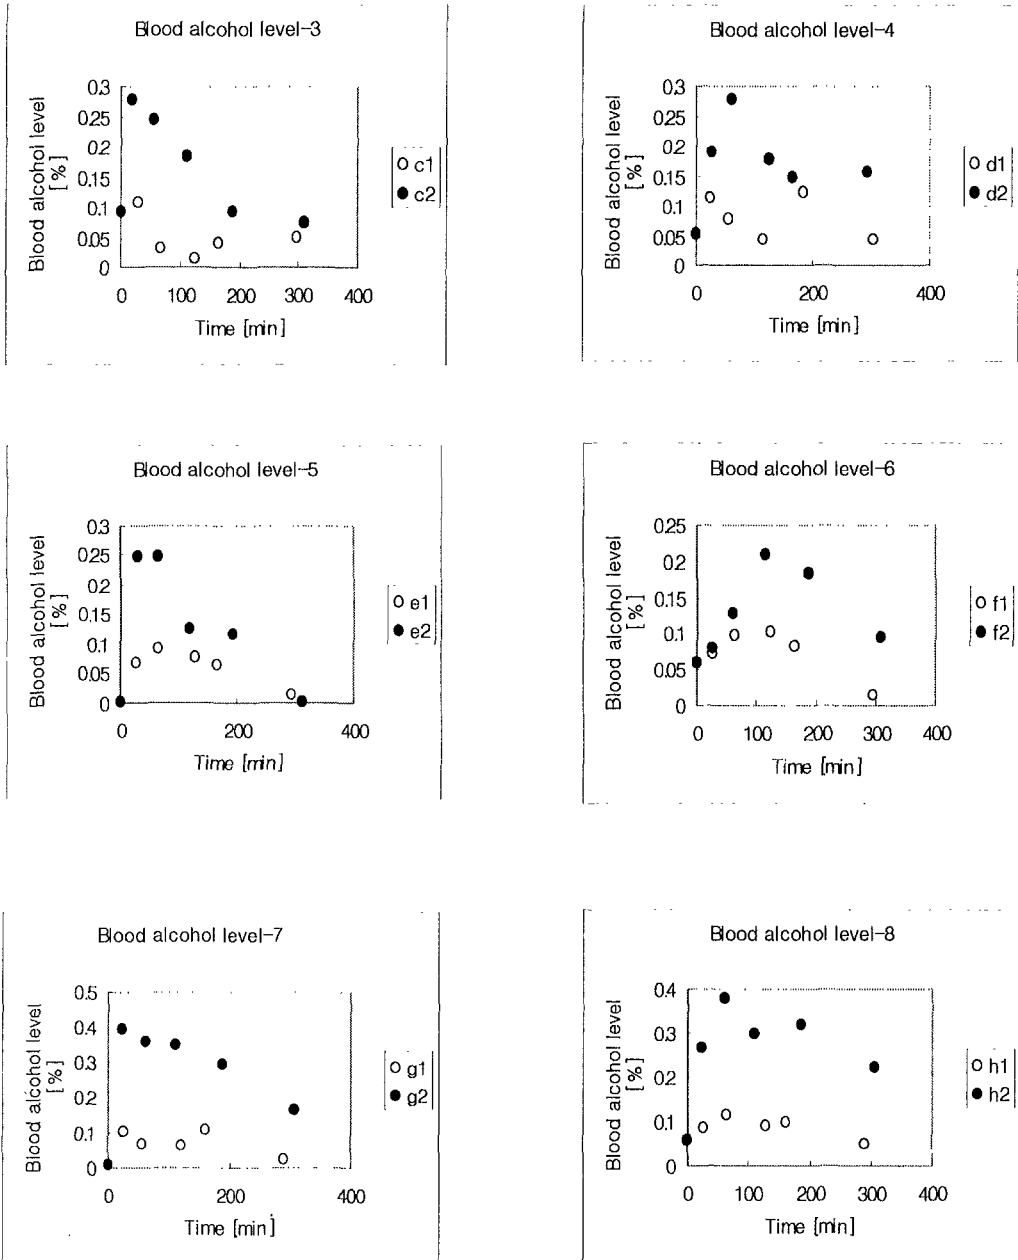 Blood alcohol level-3
0.3
0.25
0.2
0.15
0.1
0.05
0
Blood alcohol level
[%]
0 100 200 300 400
Time [min]
c1
c2
Blood alcohol level-4
0.3
0.25
0.2
0.15
0.1
0.05
0
Blood alcohol level
[%]
0 200 400
Time [min]
d1
d2
Blood alcohol level-5
0.3
0.25
0.2
0.15
0.1
0.05
0
Blood alcohol level
[%]
0 200 400
Time [min]
e1
e2
Blood alcohol level-6
0.25
0.2
0.15
0.1
0.05
0
Blood alcohol level
[%]
0 100 200 300 400
Time [min]
f1
f2
Blood alcohol level-7
0.5
0.4
0.3
0.2
0.1
0
Blood alcohol level
[%]
0 200 400
Time [min]
g1
g2
Blood alcohol level-8
0.4
0.3
0.2
0.1
0
Blood alcohol level
[%]
0 100 200 300 400
Time [min]
h1
h2